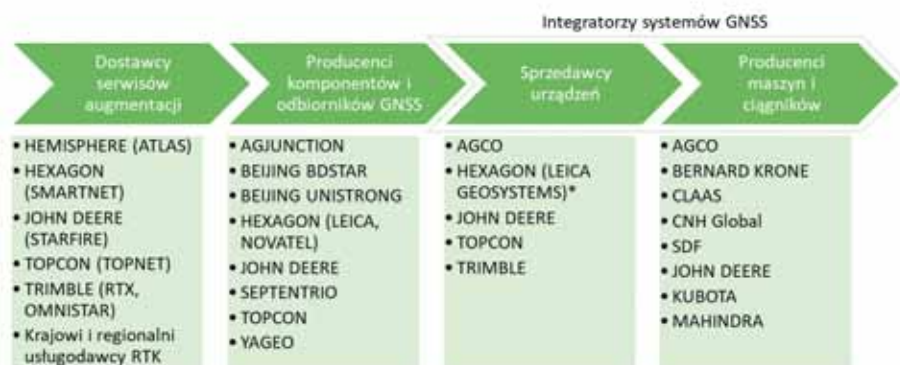 Integratorzy systemów GNSS
Dostawcy
serwisów
augmentacji
• HEMISPHERE (ATLAS)
• HEXAGON
(SMARTNET)
• JOHN DEERE
(STARFIRE)
• TOPCON (TOPNET)
• TRIMBLE (RTX,
OMNISTAR)
• Krajowi i regionalni
usługodawcy RTK
Producenci
komponentów i
odbiorników GNSS
• AGJUNCTION
• BEIJING BDSTAR
• BEIJING UNISTRONG
• HEXAGON (LEICA,
NOVATEL)
• JOHN DEERE
• SEPTENTRIO
• TOPCON
• YAGEO
Sprzedawcy
urządzeń
• AGCO
• HEXAGON (LEICA
GEOSYSTEMS)*
• JOHN DEERE
• TOPCON
• TRIMBLE
Producenci
maszyn i
ciągników
• AGCO
• BERNARD KRONE
• CLAAS
• CNH Global
• SDF
• JOHN DEERE
• KUBOTA
• MAHINDRA